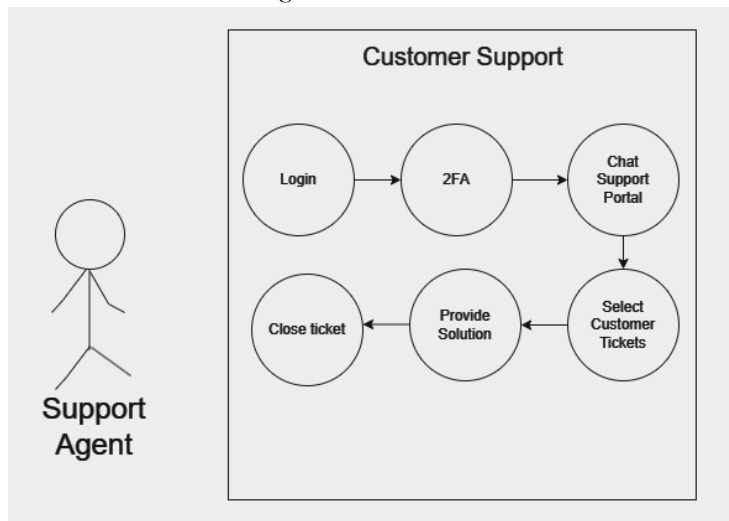 Customer Support
Login
2FA
Chat
Support
Portal
Close ticket
Provide
Solution
Select
Customer
Tickets
Support
Agent